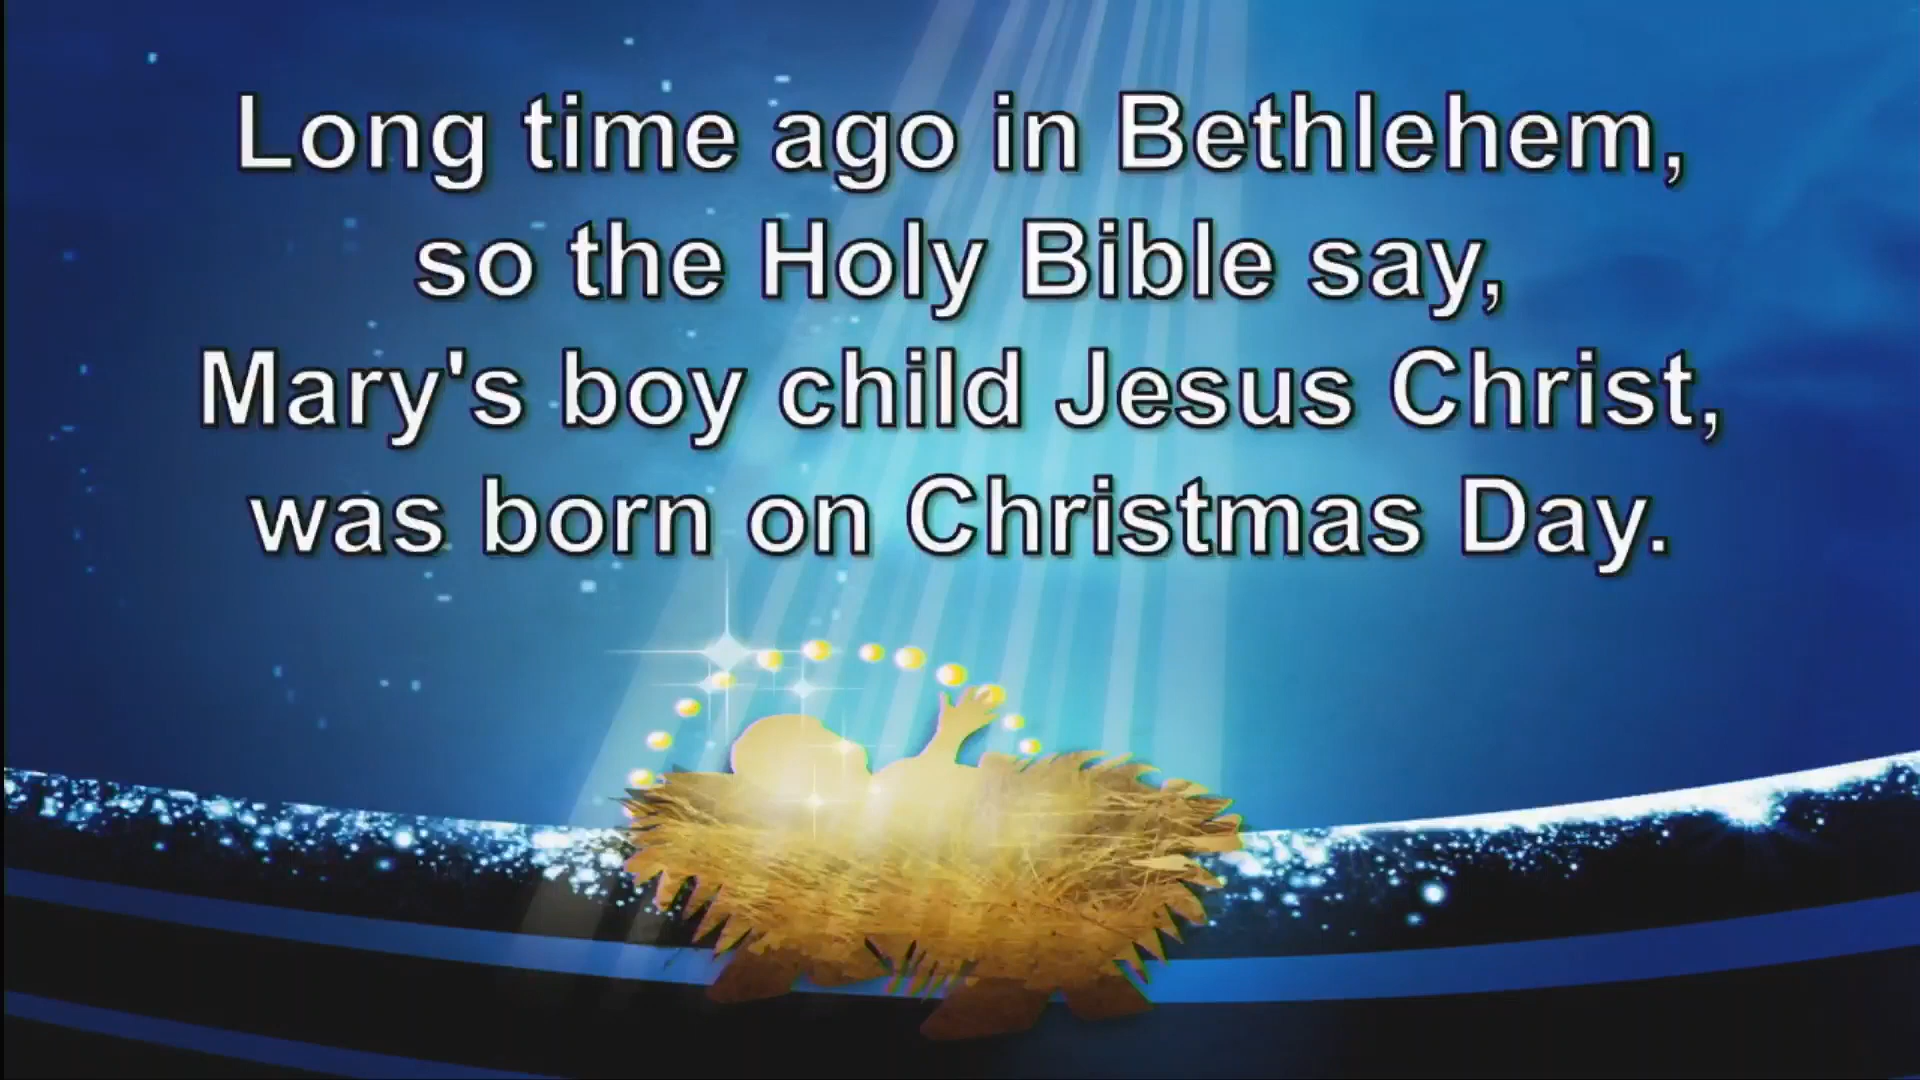 Long time ago in Bethlehem,
so the Holy Bible say,
Mary's boy child Jesus Christ,
was born on Christmas Day.